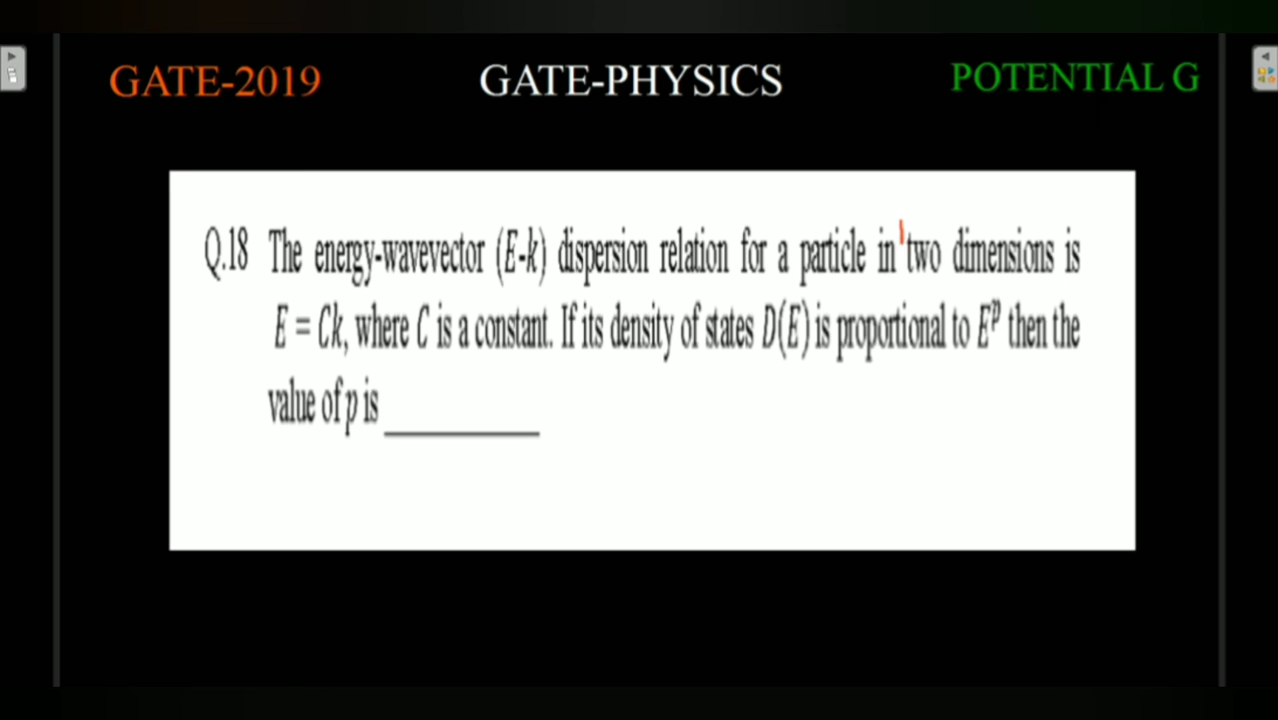 GATE-2019 GATE-PHYSICS POTENTIAL G
Q.18 The energy-wavevector (E-k) dispersion relation for a particle in two dimensions is
E = Ck, where C is a constant. If its density of states D(E) is proportional to E^p then the
value of p is __________